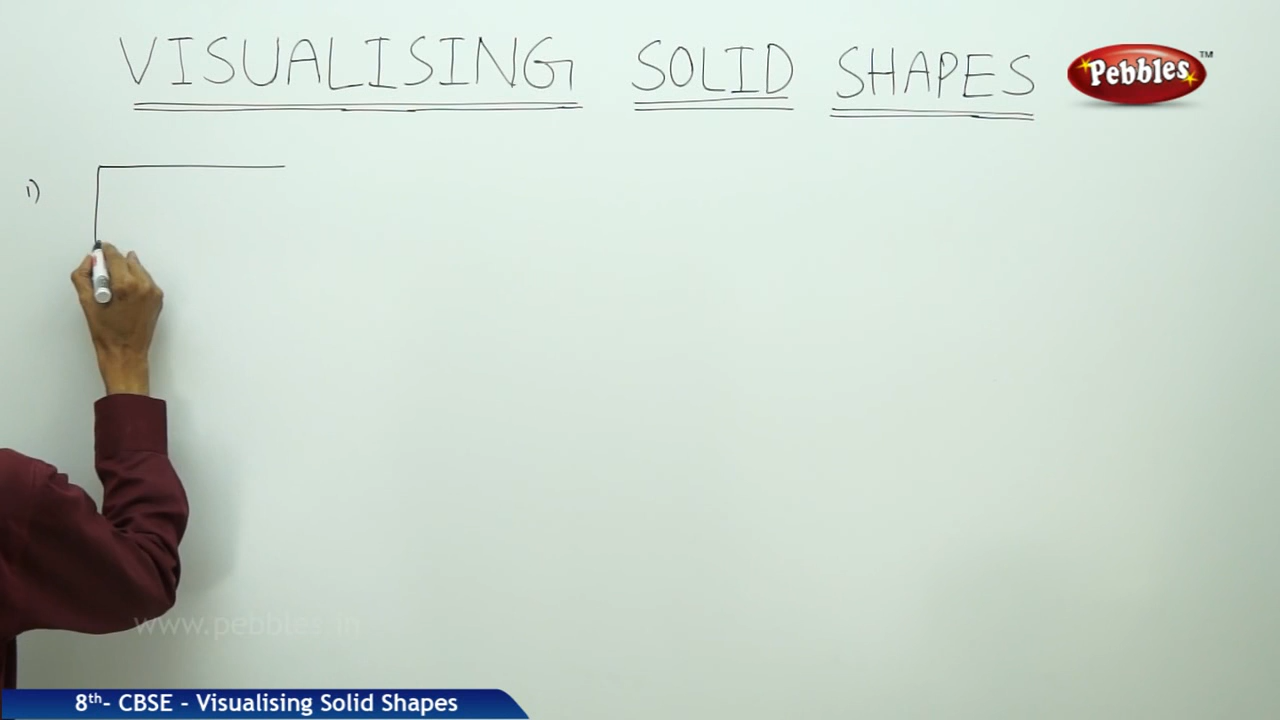 VISUALISING SOLID SHAPES
Pebbles™
1)
www.pebbles.in
8th- CBSE - Visualising Solid Shapes